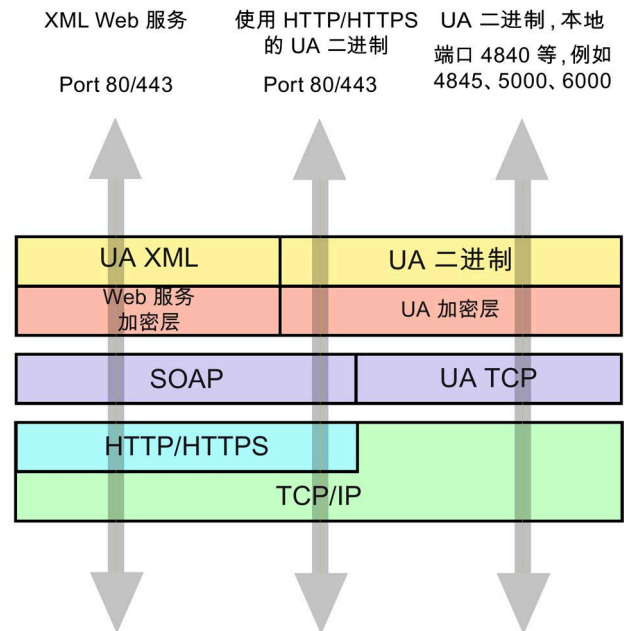 XML Web 服务
Port 80/443
使用 HTTP/HTTPS
的 UA 二进制
Port 80/443
UA 二进制,本地
端口 4840 等,例如
4845、5000、6000
UA XML
UA 二进制
Web 服务
加密层
UA 加密层
SOAP
UA TCP
HTTP/HTTPS
TCP/IP